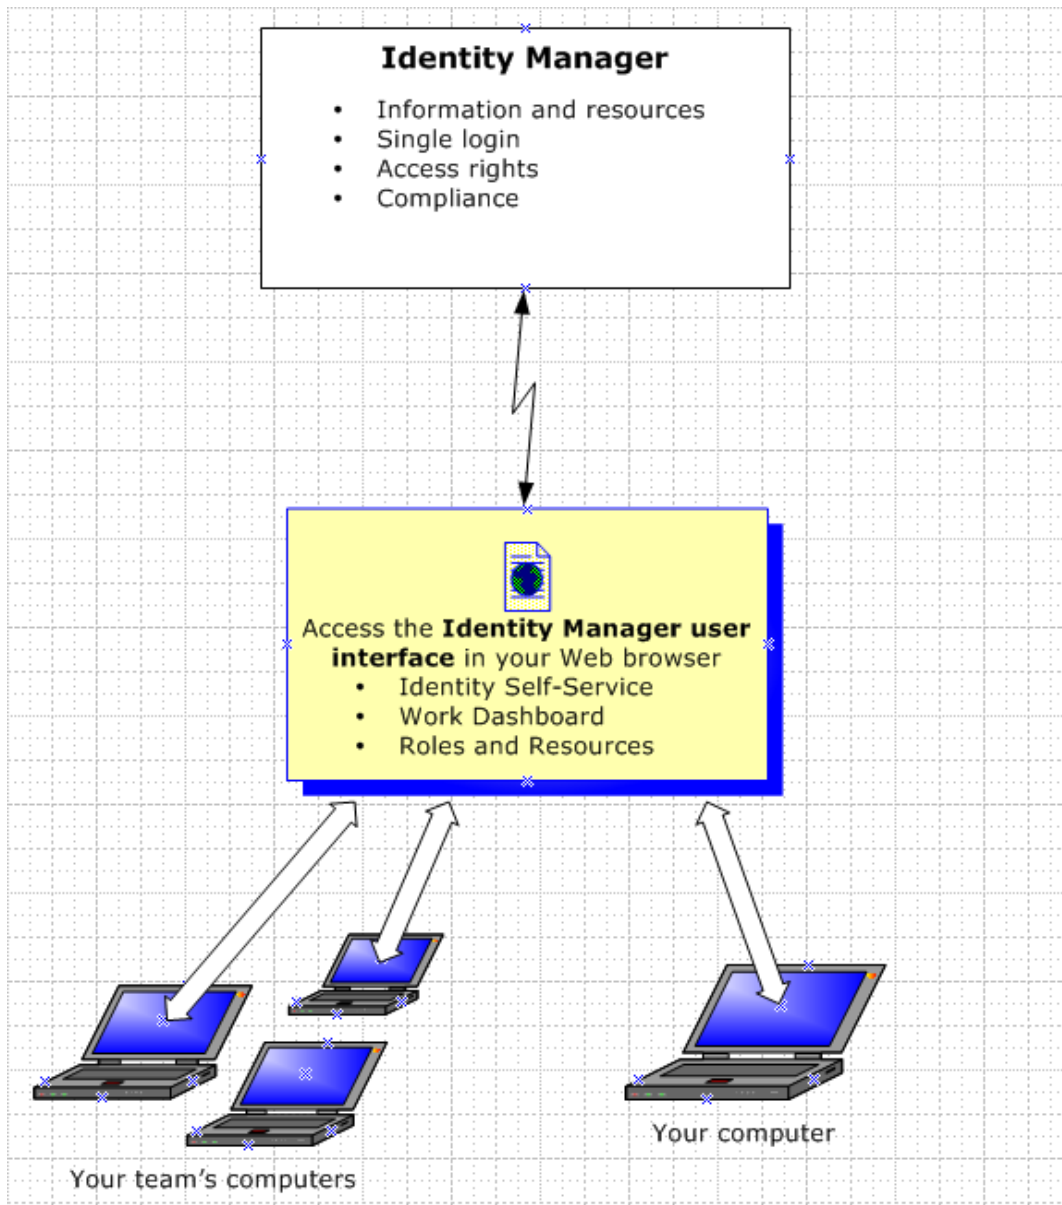 Identity Manager
• Information and resources
• Single login
• Access rights
• Compliance
Access the Identity Manager user
interface in your Web browser
• Identity Self-Service
• Work Dashboard
• Roles and Resources
Your computer
Your team’s computers